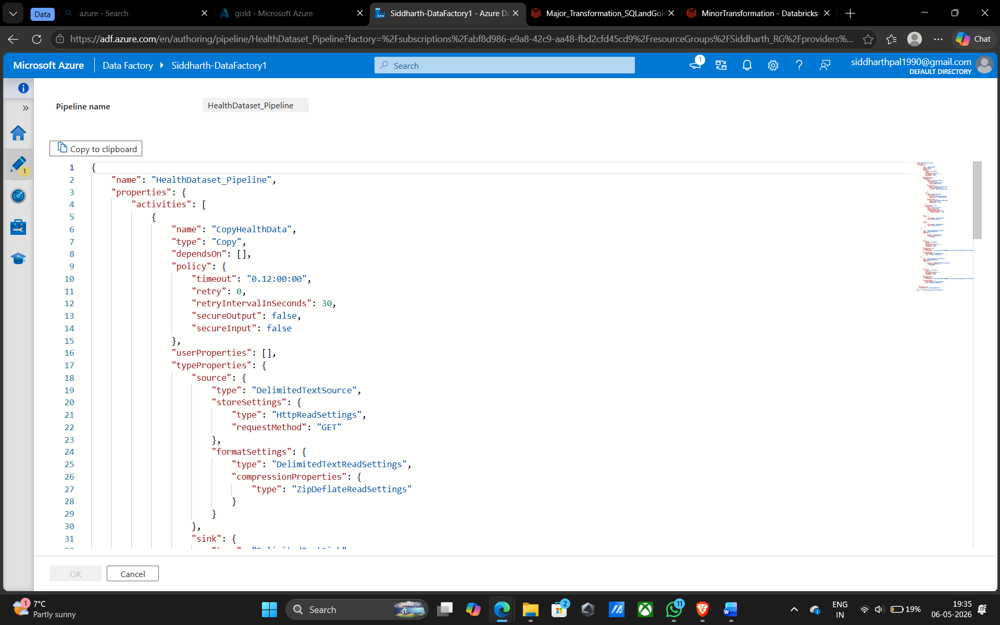 Data
azure - Search
gold - Microsoft Azure
Siddharth-DataFactory1 - Azure Da
Major_Transformation_SQLandGol
MinorTransformation - Databricks
https://adf.azure.com/en/authoring/pipeline/HealthDataset_Pipeline?factory=%2Fsubscriptions%2Fabf8d986-e9a8-42c9-aa48-fbd2cfd45cd9%2FresourceGroups%2FSiddharth_RG%2Fproviders%...
Chat
Microsoft Azure
Data Factory
Siddharth-DataFactory1
Search
1
siddharthpal1990@gmail.com
DEFAULT DIRECTORY
1
Pipeline name
HealthDataset_Pipeline
Copy to clipboard
1 {
2 "name": "HealthDataset_Pipeline",
3 "properties": {
4 "activities": [
5 {
6 "name": "CopyHealthData",
7 "type": "Copy",
8 "dependsOn": [],
9 "policy": {
10 "timeout": "0.12:00:00",
11 "retry": 0,
12 "retryIntervalInSeconds": 30,
13 "secureOutput": false,
14 "secureInput": false
15 },
16 "userProperties": [],
17 "typeProperties": {
18 "source": {
19 "type": "DelimitedTextSource",
20 "storeSettings": {
21 "type": "HttpReadSettings",
22 "requestMethod": "GET"
23 },
24 "formatSettings": {
25 "type": "DelimitedTextReadSettings",
26 "compressionProperties": {
27 "type": "ZipDeflateReadSettings"
28 }
29 }
30 },
31 "sink": {
OK
Cancel
1
7°C
Partly sunny
Search
2
11
ENG
IN
19%
19:35
06-05-2026